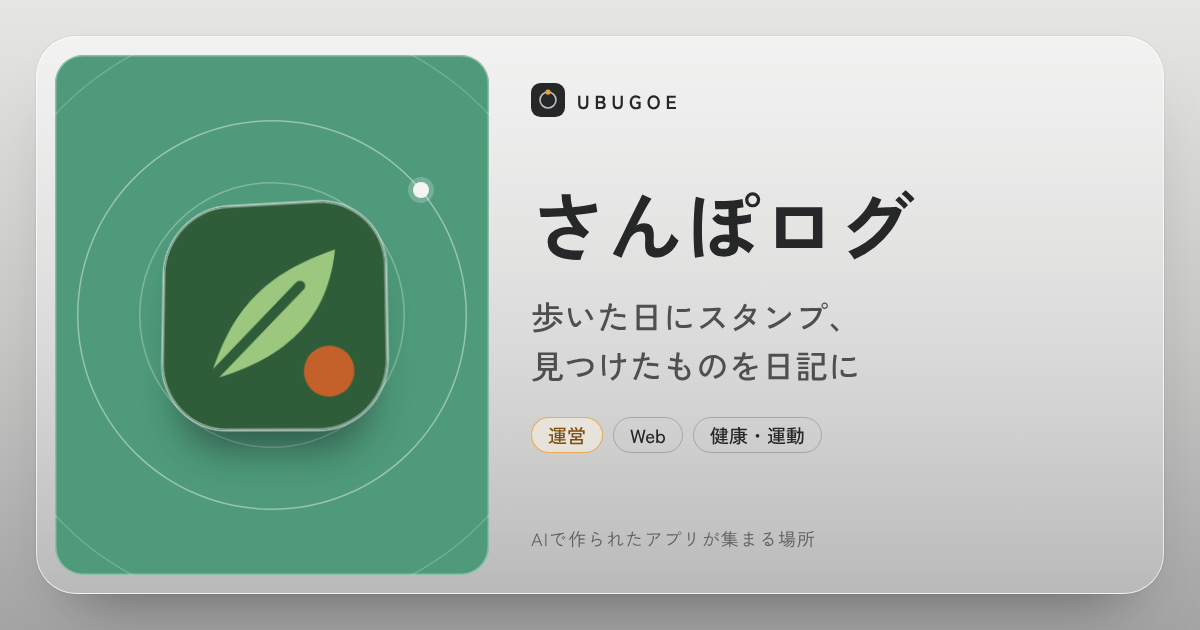 UBUGOE
さんぽログ
歩いた日にスタンプ、
見つけたものを日記に
運営 Web 健康・運動
AIで作られたアプリが集まる場所